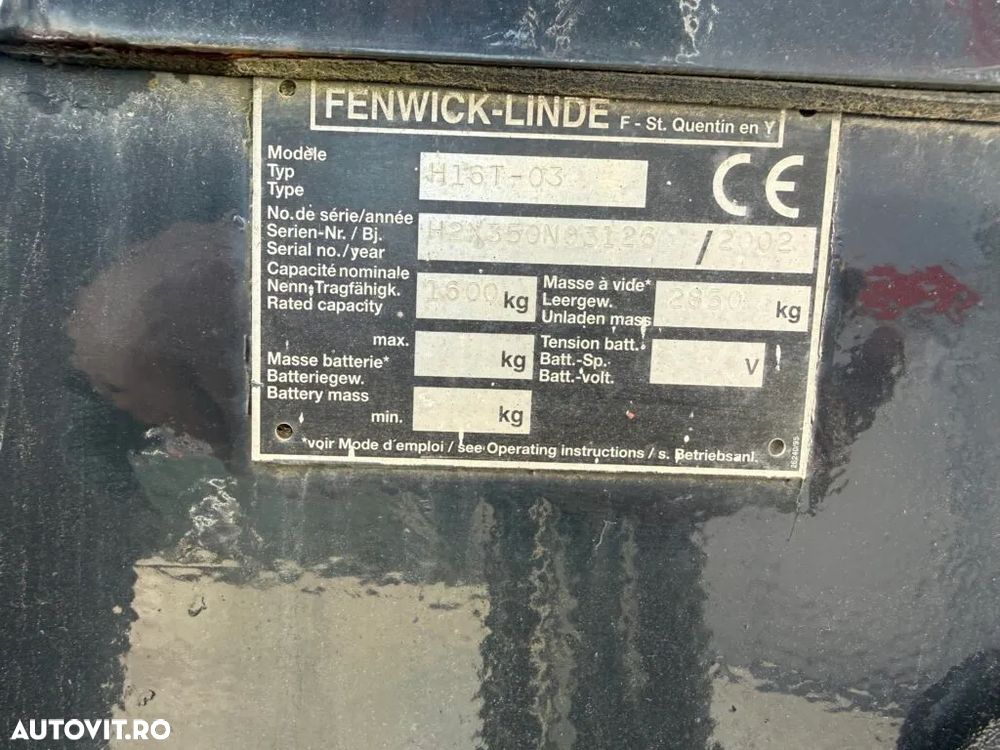 FENWICK-LINDE F - St. Quentin en Y
Modèle
Typ
Type
H16T-03
CE
No.de série/année
Serien-Nr. / Bj.
Serial no./year
H2X350N03126 / 2002
Capacité nominale
Nenn-Tragfähigk.
Rated capacity
1600 kg
Masse à vide*
Leergew.
Unladen mass
kg
max.
kg
Masse batterie*
Batteriegew.
Battery mass
min.
kg
Tension batt.
Batt.-Sp.
Batt.-volt.
V
*voir Mode d'emploi / see Operating instructions / s. Betriebsanl.
AUTOVIT.RO